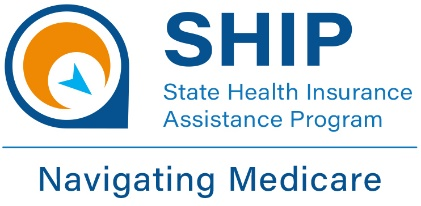 SHIP
State Health Insurance
Assistance Program
Navigating Medicare